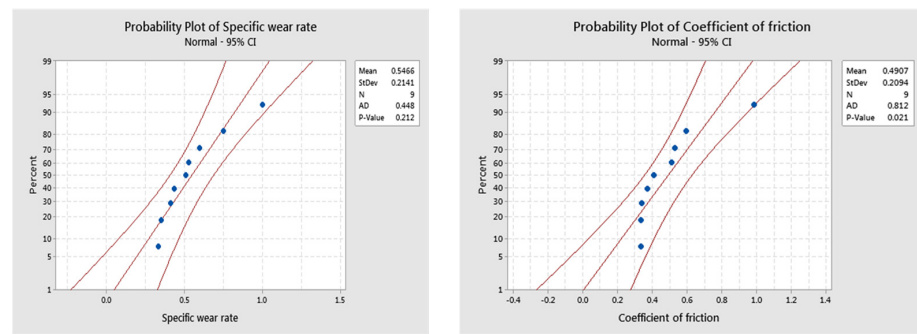 Probability Plot of Specific wear rate
Normal - 95% CI
99
95
90
80
70
60
50
40
30
20
10
5
1
Percent
0.0 0.5 1.0 1.5
Specific wear rate
Mean 0.5466
StDev 0.2141
N 9
AD 0.448
P-Value 0.212
Probability Plot of Coefficient of friction
Normal - 95% CI
99
95
90
80
70
60
50
40
30
20
10
5
1
Percent
-0.4 -0.2 0.0 0.2 0.4 0.6 0.8 1.0 1.2 1.4
Coefficient of friction
Mean 0.4907
StDev 0.2094
N 9
AD 0.812
P-Value 0.021